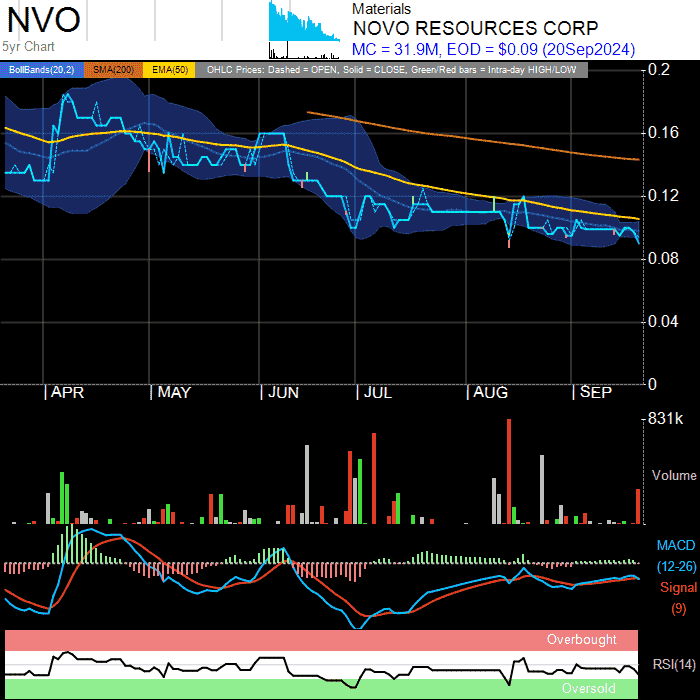 NVO
5yr Chart
Materials
NOVO RESOURCES CORP
MC = 31.9M, EOD = $0.09 (20Sep2024)
BollBands(20,2) SMA(200) EMA(50) OHLC Prices: Dashed = OPEN, Solid = CLOSE, Green/Red bars = Intra-day HIGH/LOW
0.2
0.16
0.12
0.08
0.04
0
APR MAY JUN JUL AUG SEP
831k
Volume
MACD
(12-26)
Signal
(9)
Overbought
RSI(14)
Oversold